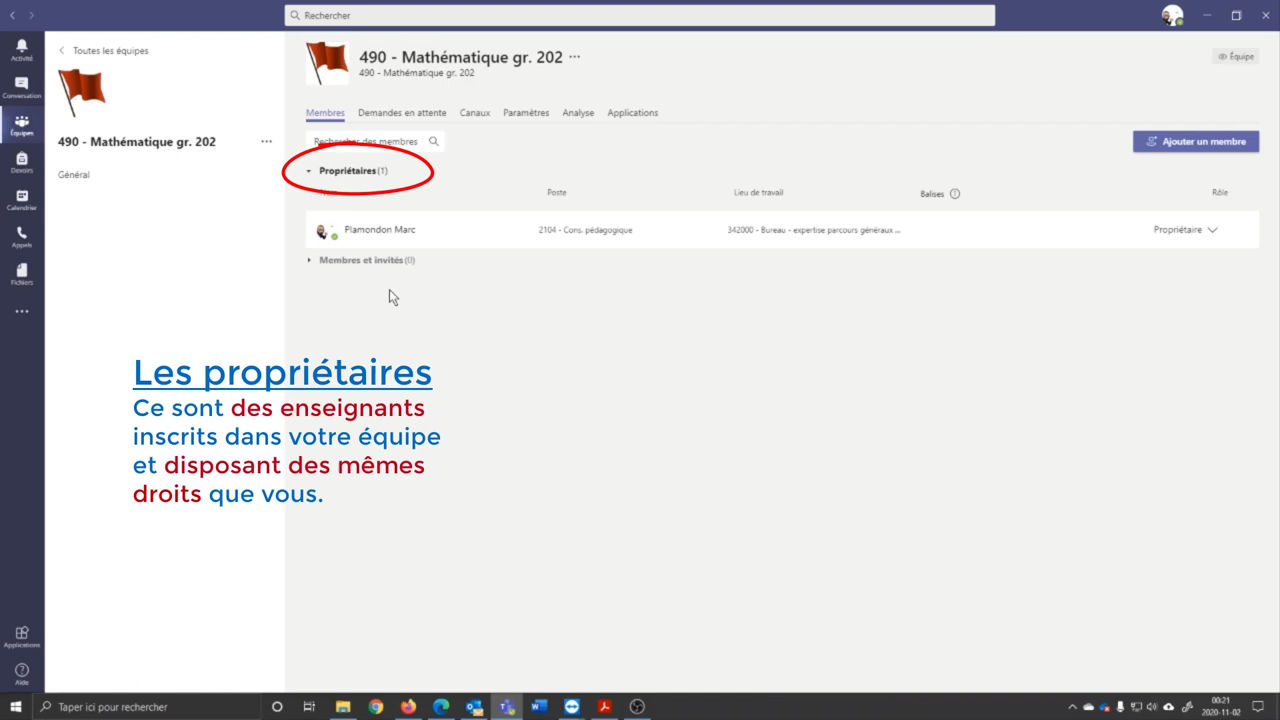 Rechercher
Activité
Conversation
Équipes
Devoirs
Calendrier
Appels
Fichiers
Applications
Aide
Toutes les équipes
490 - Mathématique gr. 202
Général
490 - Mathématique gr. 202
490 - Mathématique gr. 202
Équipe
Membres Demandes en attente Canaux Paramètres Analyse Applications
Rechercher des membres
Ajouter un membre
Propriétaires (1)
Poste Lieu de travail Balises Rôle
Plamondon Marc 2104 - Cons. pédagogique 342000 - Bureau - expertise parcours généraux ... Propriétaire
Membres et invités (0)
Les propriétaires
Ce sont des enseignants
inscrits dans votre équipe
et disposant des mêmes
droits que vous.
Taper ici pour rechercher
00:21
2020-11-02